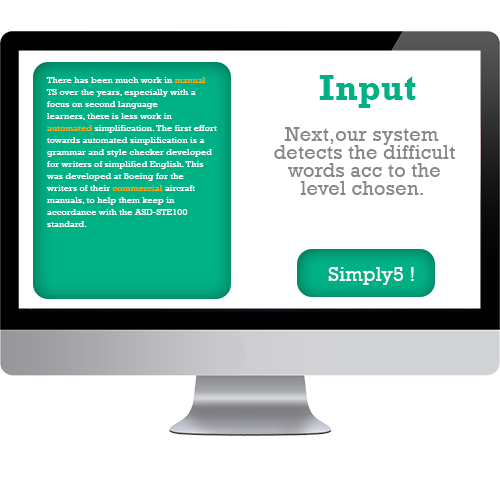 There has been much work in mannal
TS over the years, especially with a
focus on second language
learners, there is less work in
automated simplification. The first effort
towards automated simplification is a
grammar and style checker developed
for writers of simplified English. This
was developed at Boeing for the
writers of their commercial aircraft
manuals, to help them keep in
accordance with the ASD-STE100
standard.
Input
Next,our system
detects the difficult
words acc to the
level chosen.
Simply5 !